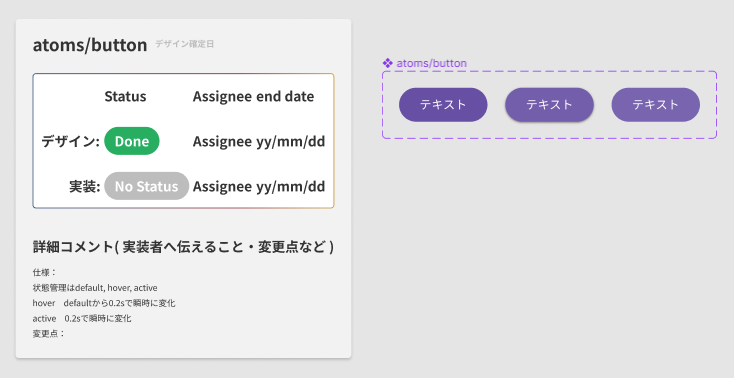 atoms/button デザイン確定日
Status Assignee end date
デザイン: Done Assignee yy/mm/dd
実装: No Status Assignee yy/mm/dd
詳細コメント( 実装者へ伝えること・変更点など )
仕様：
状態管理はdefault, hover, active
hover　defaultから0.2sで瞬時に変化
active　0.2sで瞬時に変化
変更点：
atoms/button
テキスト テキスト テキスト